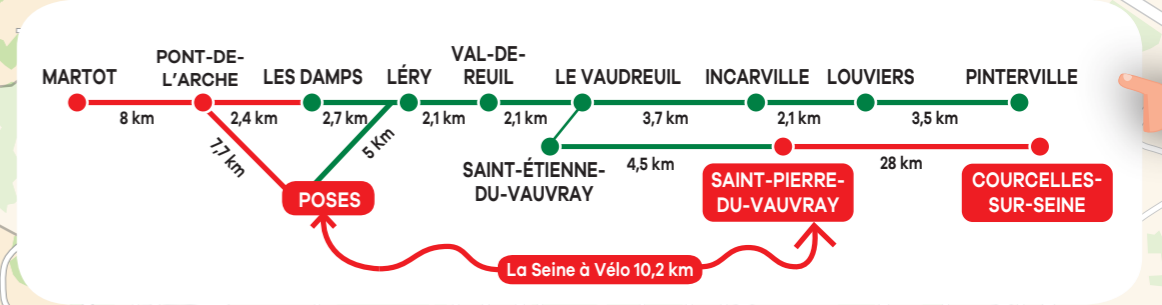 MARTOT
PONT-DE-
L'ARCHE
LES DAMPS
LÉRY
VAL-DE-
REUIL
LE VAUDREUIL
INCARVILLE
LOUVIERS
PINTERVILLE
8 km
2,4 km
2,7 km
2,1 km
2,1 km
3,7 km
2,1 km
3,5 km
7,7 km
5 Km
SAINT-ÉTIENNE-
DU-VAUVRAY
4,5 km
28 km
POSES
SAINT-PIERRE-
DU-VAUVRAY
COURCELLES-
SUR-SEINE
La Seine à Vélo 10,2 km